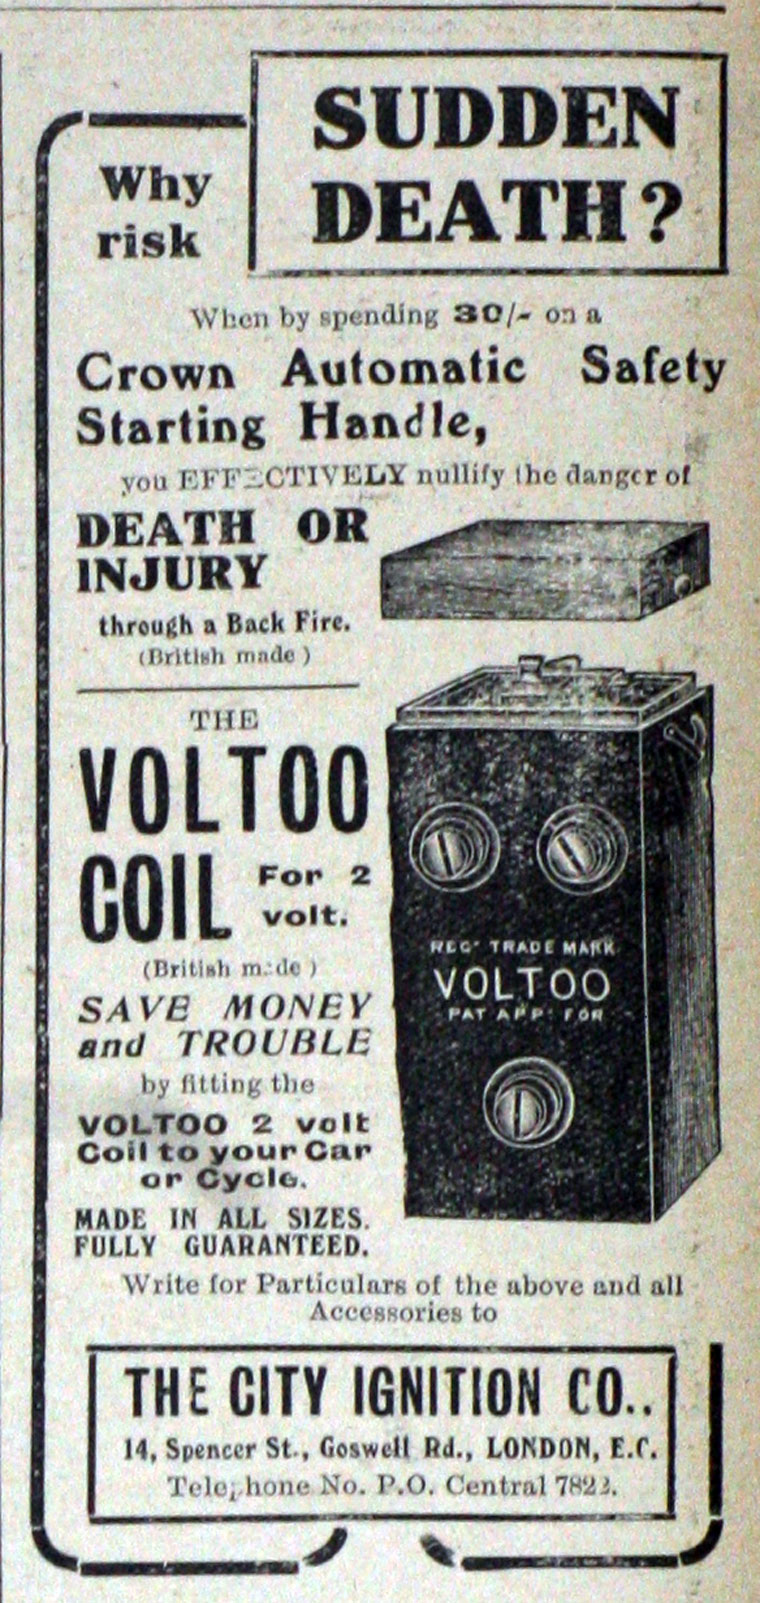 Why risk
SUDDEN
DEATH?
When by spending 30/- on a
Crown Automatic Safety
Starting Handle,
you EFFECTIVELY nullify the danger of
DEATH OR
INJURY
through a Back Fire.
(British made)
THE
VOLTOO
COIL For 2
volt.
(British made)
SAVE MONEY
and TROUBLE
by fitting the
VOLTOO 2 volt
Coil to your Car
or Cycle.
MADE IN ALL SIZES.
FULLY GUARANTEED.
REG. TRADE MARK
VOLTOO
PAT APP. FOR
Write for Particulars of the above and all
Accessories to
THE CITY IGNITION CO..
14, Spencer St., Goswell Rd., LONDON, E.C.
Telephone No. P.O. Central